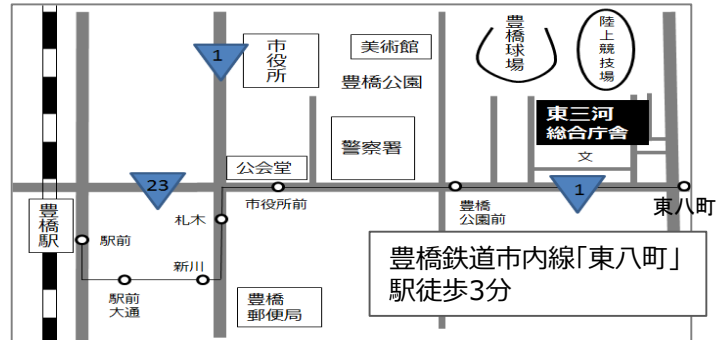 1
市
役
所
美術館
豊橋公園
豊
橋
球
場
陸
上
競
技
場
東三河
総合庁舎
文
警察署
公会堂
23
1
豊
橋
駅
駅前
札木
市役所前
豊橋
公園前
東八町
新川
駅前
大通
豊橋
郵便局
豊橋鉄道市内線「東八町」
駅徒歩3分